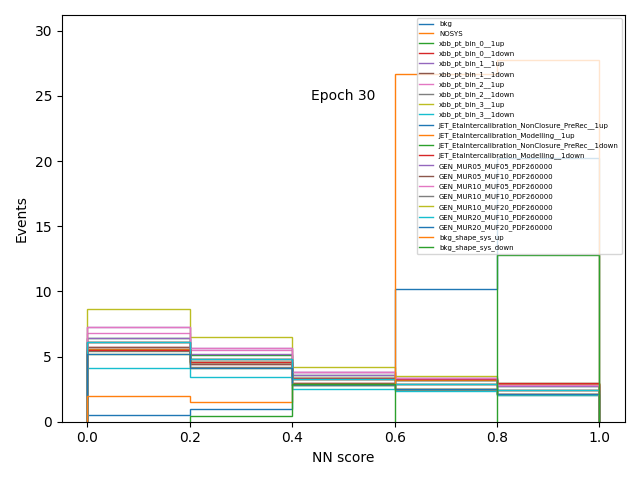 bkg
NOSYS
xbb_pt_bin_0__1up
xbb_pt_bin_0__1down
xbb_pt_bin_1__1up
xbb_pt_bin_1__1down
xbb_pt_bin_2__1up
xbb_pt_bin_2__1down
xbb_pt_bin_3__1up
xbb_pt_bin_3__1down
JET_EtaIntercalibration_NonClosure_PreRec__1up
JET_EtaIntercalibration_Modelling__1up
JET_EtaIntercalibration_NonClosure_PreRec__1down
JET_EtaIntercalibration_Modelling__1down
GEN_MUR05_MUF05_PDF260000
GEN_MUR05_MUF10_PDF260000
GEN_MUR10_MUF05_PDF260000
GEN_MUR10_MUF10_PDF260000
GEN_MUR10_MUF20_PDF260000
GEN_MUR20_MUF10_PDF260000
GEN_MUR20_MUF20_PDF260000
bkg_shape_sys_up
bkg_shape_sys_down
Epoch 30
Events
30
25
20
15
10
5
0
0.0 0.2 0.4 0.6 0.8 1.0
NN score